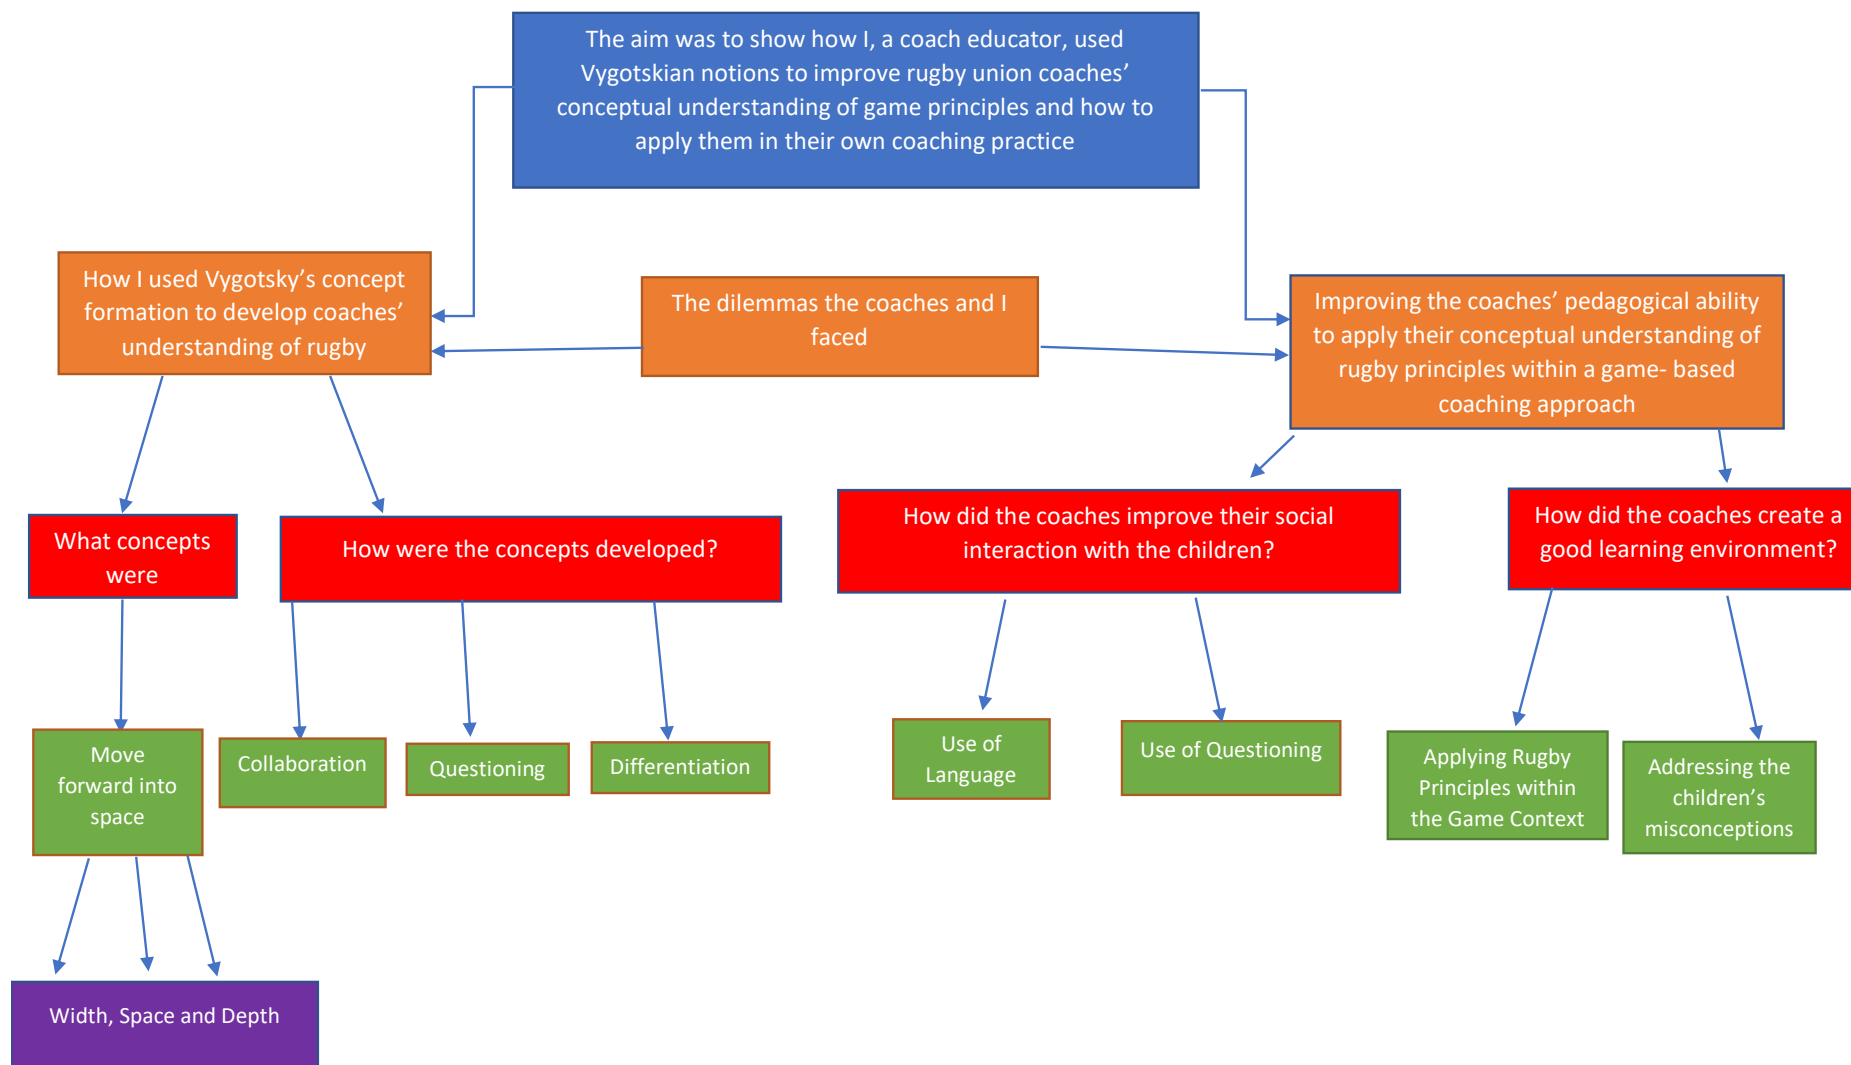 The aim was to show how I, a coach educator, used
Vygotskian notions to improve rugby union coaches’
conceptual understanding of game principles and how to
apply them in their own coaching practice
How I used Vygotsky’s concept
formation to develop coaches’
understanding of rugby
The dilemmas the coaches and I
faced
Improving the coaches’ pedagogical ability
to apply their conceptual understanding of
rugby principles within a game- based
coaching approach
What concepts
were
How were the concepts developed?
How did the coaches improve their social
interaction with the children?
How did the coaches create a
good learning environment?
Move
forward into
space
Collaboration
Questioning
Differentiation
Use of
Language
Use of Questioning
Applying Rugby
Principles within
the Game Context
Addressing the
children’s
misconceptions
Width, Space and Depth